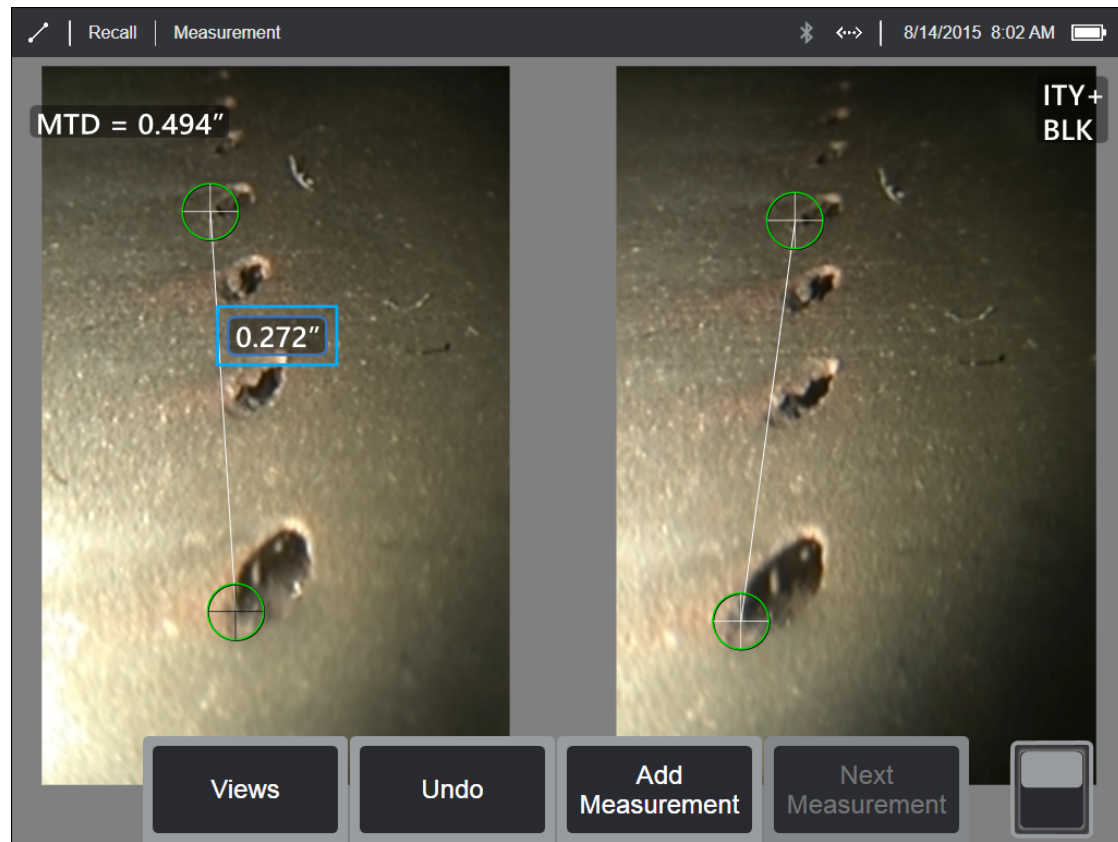 Recall
Measurement
8/14/2015 8:02 AM
MTD = 0.494"
ITY+
BLK
0.272"
Views
Undo
Add
Measurement
Next
Measurement